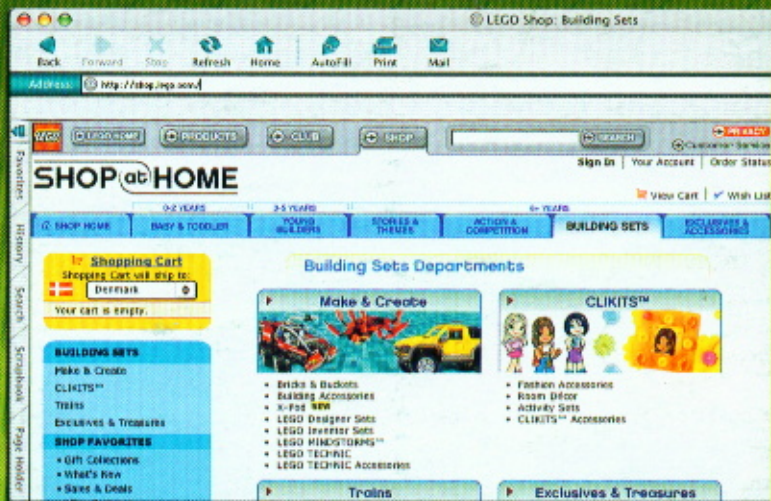 LEGO Shop: Building Sets
Back Forward Stop Refresh Home AutoFill Print Mail
Address: http://shop.lego.com/
LEGO LEGO HOME PRODUCTS CLUB SHOP SEARCH PRIVACY
Customer Service
Sign In Your Account Order Status
SHOP at HOME
View Cart Wish List
0-2 YEARS 3-5 YEARS 6+ YEARS
SHOP HOME BABY & TODDLER YOUNG BUILDERS STORIES & THEMES ACTION & COMPETITION BUILDING SETS EXCLUSIVES & ACCESSORIES
Favorites
History
Search
Scrapbook
Page Holder
Shopping Cart
Shopping Cart will ship to:
Denmark
Your cart is empty.
BUILDING SETS
Make & Create
CLIKITS™
Trains
Exclusives & Treasures
SHOP FAVORITES
• Gift Collections
• What's New
• Sales & Deals
Building Sets Departments
Make & Create
• Bricks & Buckets
• Building Accessories
• X-Pod NEW
• LEGO Designer Sets
• LEGO Inventor Sets
• LEGO MINDSTORMS™
• LEGO TECHNIC
• LEGO TECHNIC Accessories
CLIKITS™
• Fashion Accessories
• Room Décor
• Activity Sets
• CLIKITS™ Accessories
Trains
Exclusives & Treasures